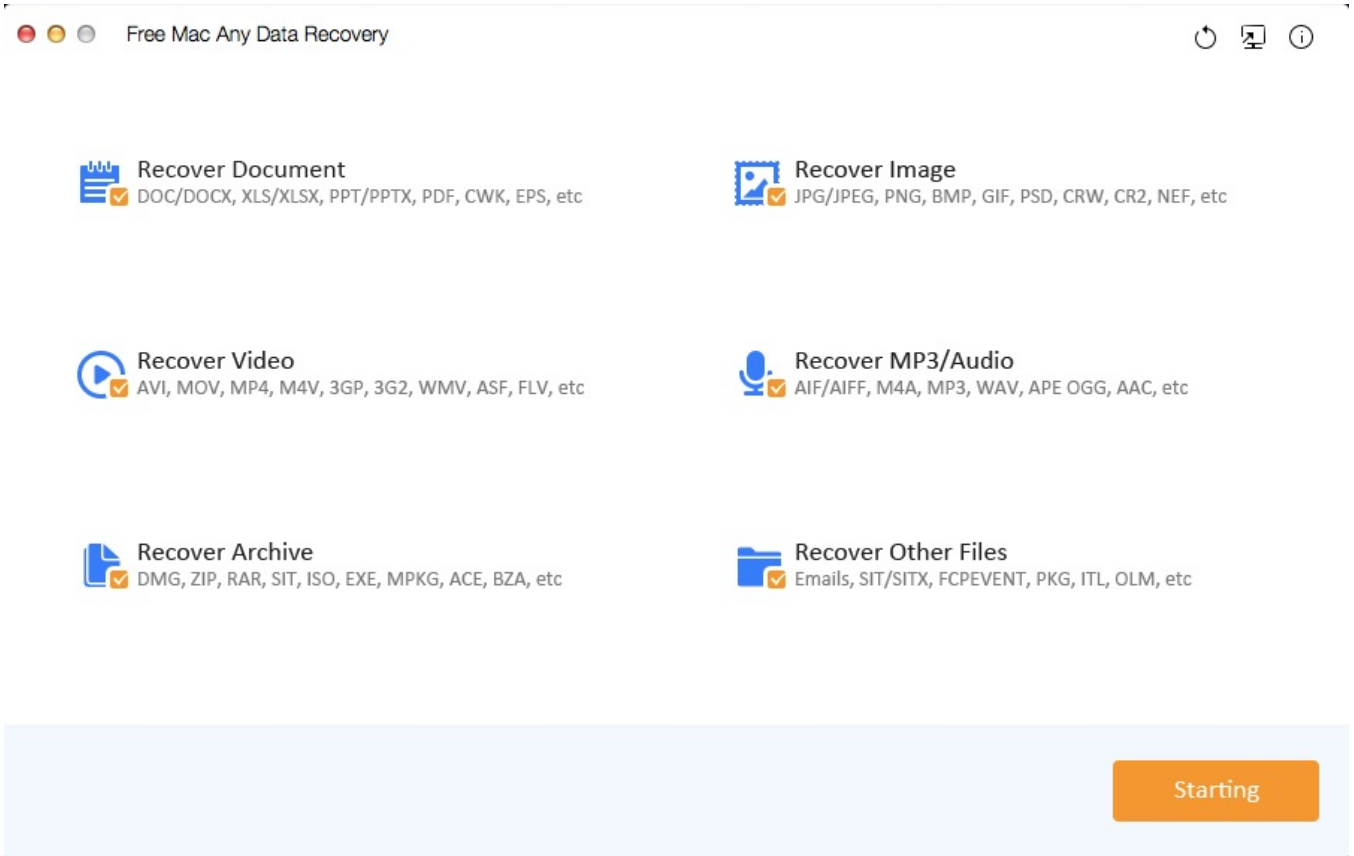 Free Mac Any Data Recovery
Recover Document
DOC/DOCX, XLS/XLSX, PPT/PPTX, PDF, CWK, EPS, etc
Recover Image
JPG/JPEG, PNG, BMP, GIF, PSD, CRW, CR2, NEF, etc
Recover Video
AVI, MOV, MP4, M4V, 3GP, 3G2, WMV, ASF, FLV, etc
Recover MP3/Audio
AIF/AIFF, M4A, MP3, WAV, APE OGG, AAC, etc
Recover Archive
DMG, ZIP, RAR, SIT, ISO, EXE, MPKG, ACE, BZA, etc
Recover Other Files
Emails, SIT/SITX, FCPEVENT, PKG, ITL, OLM, etc
Starting